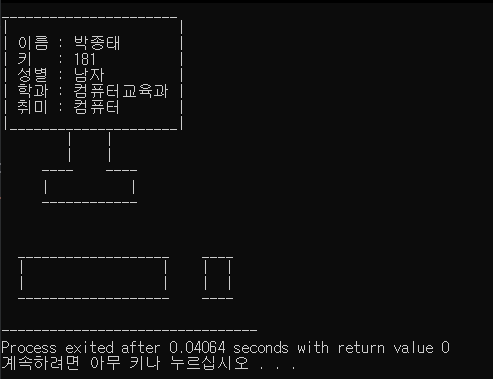 이름 : 박종태
키 : 181
성별 : 남자
학과 : 컴퓨터교육과
취미 : 컴퓨터
Process exited after 0.04064 seconds with return value 0
계속하려면 아무 키나 누르십시오 . . .